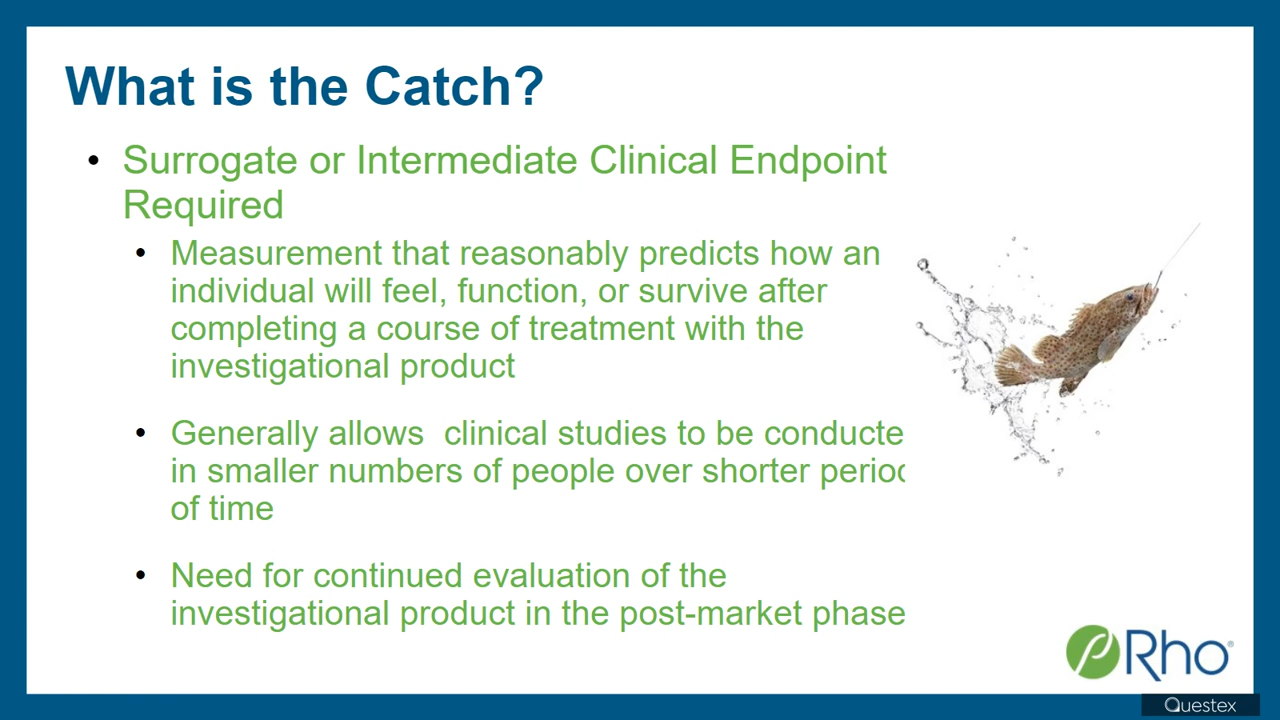 What is the Catch?
• Surrogate or Intermediate Clinical Endpoint
Required
• Measurement that reasonably predicts how an
individual will feel, function, or survive after
completing a course of treatment with the
investigational product
• Generally allows clinical studies to be conducte
in smaller numbers of people over shorter perioc
of time
• Need for continued evaluation of the
investigational product in the post-market phase
Rho®
Questex